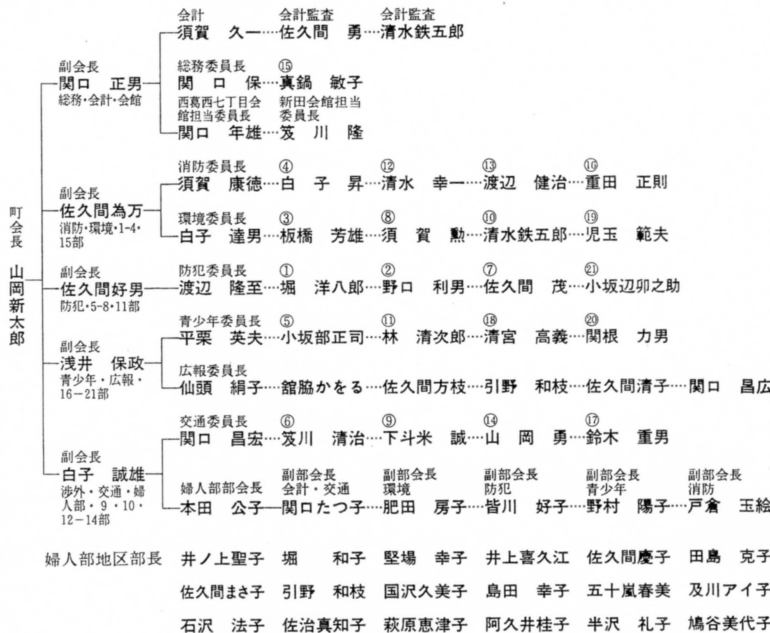 会計 会計監査 会計監査
須賀 久一…佐久間 勇…清水鉄五郎
副会長
関口 正男
総務・会計・会館
総務委員長 ⑮
関口 保…真鍋 敏子
西葛西七丁目会館担当委員長 新田会館担当委員長
関口 年雄…笈川 隆
副会長
佐久間為万
消防・環境・1-4・15部
消防委員長 ④ ⑫ ⑬ ⑯
須賀 康徳…白子 昇…清水 幸一…渡辺 健治…重田 正則
環境委員長 ③ ⑧ ⑩ ⑲
白子 達男…板橋 芳雄…須賀 勲…清水鉄五郎…児玉 範夫
町会長 山岡新太郎
副会長
佐久間好男
防犯・5-8・11部
防犯委員長 ① ② ⑦ ㉑
渡辺 隆至…堀 洋八郎…野口 利男…佐久間 茂…小坂辺卯之助
副会長
浅井 保政
青少年・広報・16-21部
青少年委員長 ⑤ ⑪ ⑱ ⑳
平栗 英夫…小坂部正司…林 清次郎…清宮 高義…関根 力男
広報委員長
仙頭 絹子…舘脇かをる…佐久間方枝…引野 和枝…佐久間清子…関口 昌広
副会長
白子 誠雄
渉外・交通・婦人部・9・10・12-14部
交通委員長 ⑥ ⑨ ⑭ ⑰
関口 昌宏…笈川 清治…下斗米 誠…山岡 勇…鈴木 重男
婦人部部会長 副部会長 会計・交通 副部会長 環境 副部会長 防犯 副部会長 青少年 副部会長 消防
本田 公子…関口たつ子…肥田 房子…皆川 好子…野村 陽子…戸倉 玉絵
婦人部地区部長 井ノ上聖子 堀 和子 堅場 幸子 井上喜久江 佐久間慶子 田島 克子
佐久間まさ子 引野 和枝 国沢久美子 島田 幸子 五十嵐春美 及川アイ子
石沢 法子 佐治真知子 萩原恵津子 阿久井桂子 半沢 礼子 鳩谷美代子